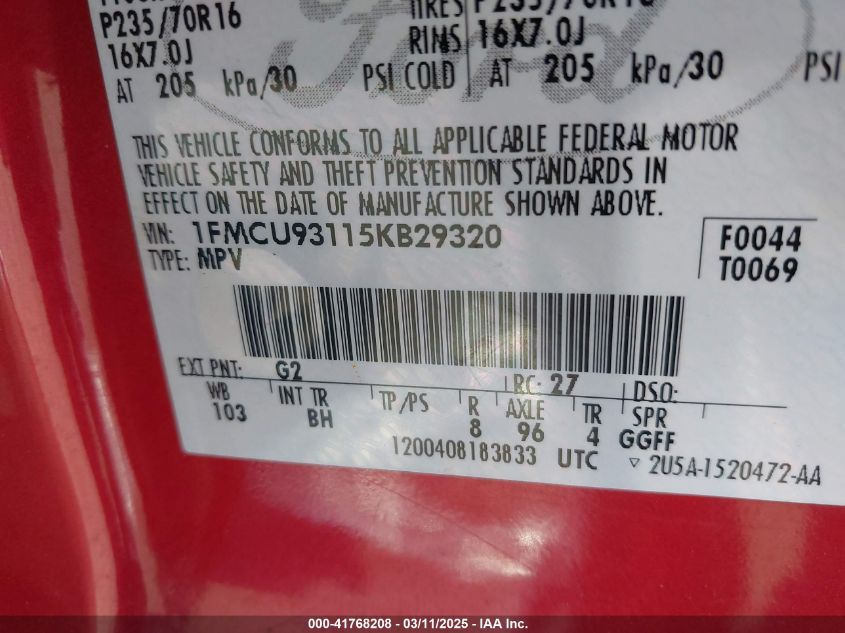 P235/70R16 TIRES P235/70R16
16X7.0J RIMS 16X7.0J
AT 205 kPa/30 PSI COLD AT 205 kPa/30 PSI
Ford
THIS VEHICLE CONFORMS TO ALL APPLICABLE FEDERAL MOTOR
VEHICLE SAFETY AND THEFT PREVENTION STANDARDS IN
EFFECT ON THE DATE OF MANUFACTURE SHOWN ABOVE.
VIN: 1FMCU93115KB29320 F0044
TYPE: MPV T0069
EXT PNT: G2 RC: 27 DSO:
WB INT TR TP/PS R AXLE TR SPR
103 BH 8 96 4 GGFF
1200408183833 UTC ▽ 2U5A-1520472-AA
000-41768208 - 03/11/2025 - IAA Inc.